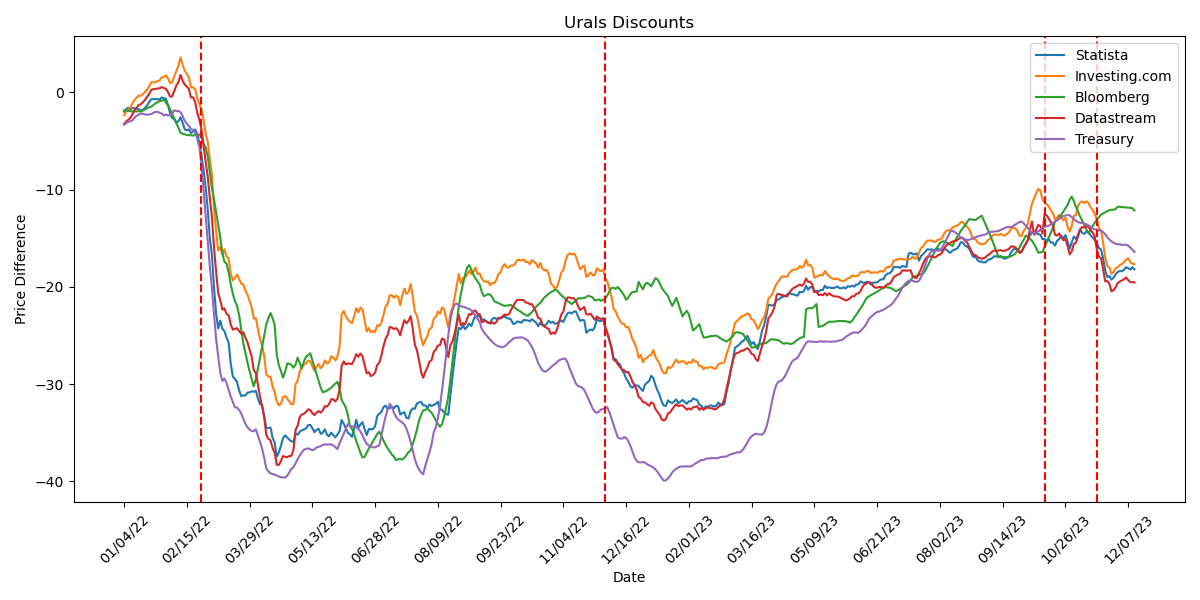 Urals Discounts
Price Difference
0
−10
−20
−30
−40
Statista
Investing.com
Bloomberg
Datastream
Treasury
01/04/22
02/15/22
03/29/22
05/13/22
06/28/22
08/09/22
09/23/22
11/04/22
12/16/22
02/01/23
03/16/23
05/09/23
06/21/23
08/02/23
09/14/23
10/26/23
12/07/23
Date